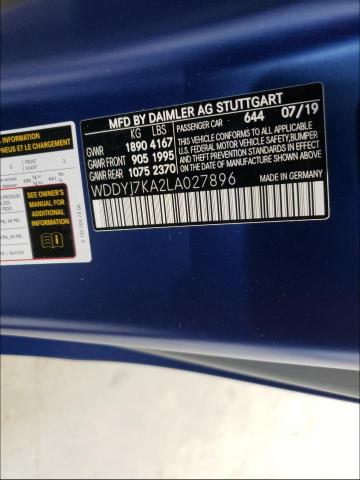 MFD BY DAIMLER AG STUTTGART
KG LBS PASSENGER CAR 644 07/19
GVWR 1890 4167
GAWR FRONT 905 1995
GAWR REAR 1075 2370
THIS VEHICLE CONFORMS TO ALL APPLICABLE
U.S. FEDERAL MOTOR VEHICLE SAFETY,BUMPER,
AND THEFT PREVENTION STANDARDS IN EFFECT
ON THE DATE OF MANUFACTURE SHOWN ABOVE.
WDDYJ7KA2LA027896
MADE IN GERMANY
INFORMATION
PNEUS ET LE CHARGEMENT
FRONT 2
SEE OWNER'S
MANUAL FOR
ADDITIONAL
INFORMATION